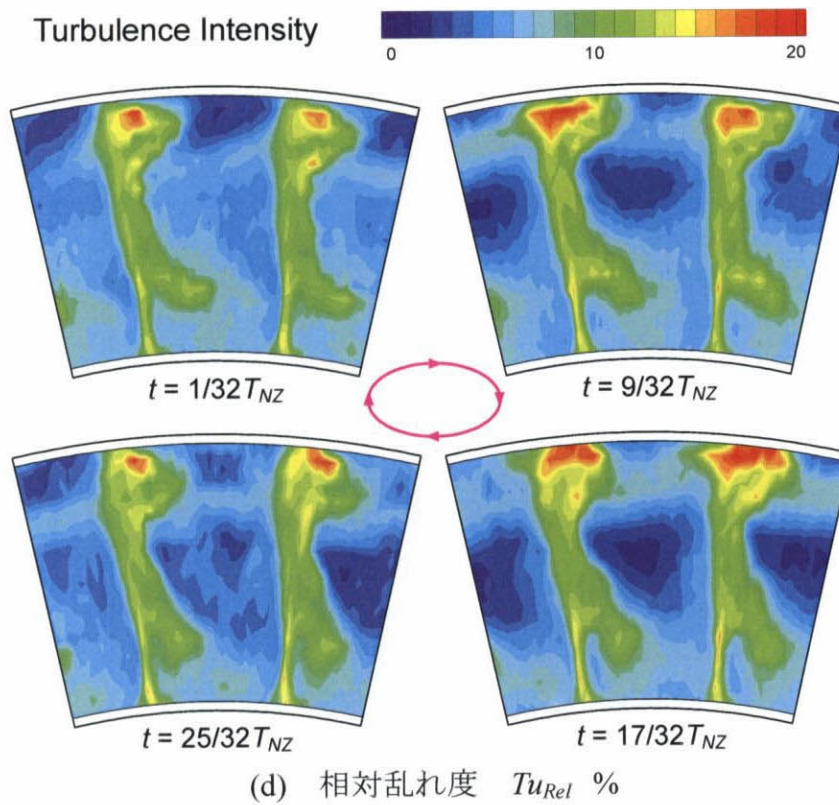 Turbulence Intensity
0 10 20
t = 1/32T_NZ
t = 9/32T_NZ
t = 25/32T_NZ
t = 17/32T_NZ
(d) 相対乱れ度 Tu_Rel %